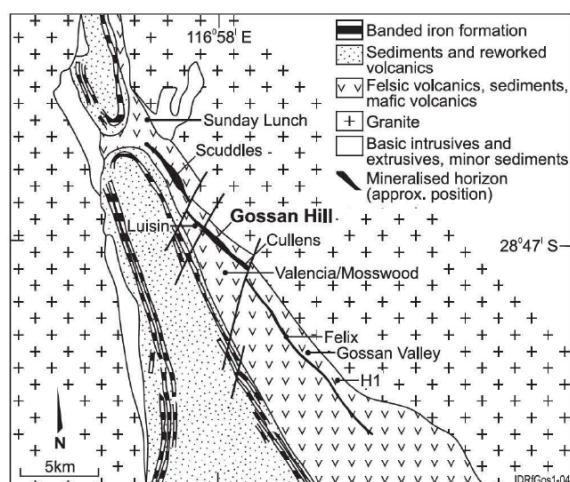 116°58' E
Banded iron formation
Sediments and reworked
volcanics
Felsic volcanics, sediments,
mafic volcanics
Granite
Basic intrusives and
extrusives, minor sediments
Mineralised horizon
(approx. position)
Sunday Lunch
Scuddles
Gossan Hill
Luisin
Cullens
28°47' S
Valencia/Mosswood
Felix
Gossan Valley
H1
N
5km
IDRfGos1-04